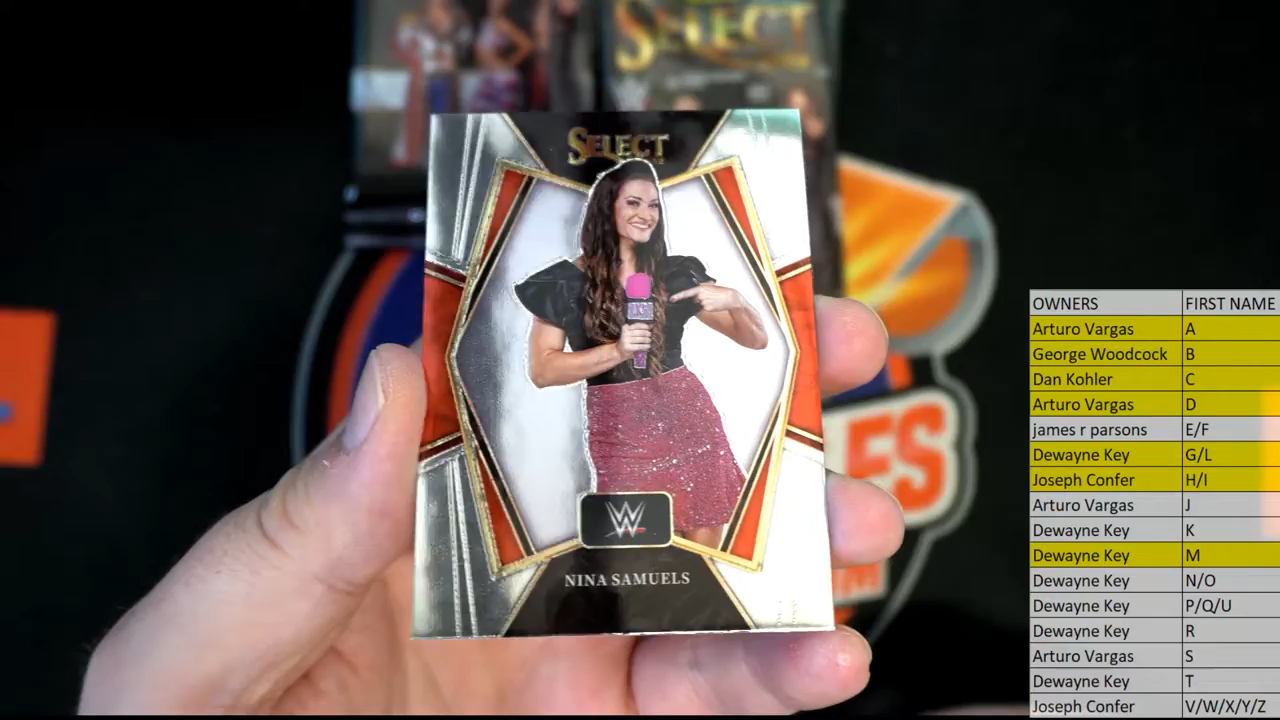 SELECT
SELECT
W
NINA SAMUELS
ES
OWNERS FIRST NAME
Arturo Vargas A
George Woodcock B
Dan Kohler C
Arturo Vargas D
james r parsons E/F
Dewayne Key G/L
Joseph Confer H/I
Arturo Vargas J
Dewayne Key K
Dewayne Key M
Dewayne Key N/O
Dewayne Key P/Q/U
Dewayne Key R
Arturo Vargas S
Dewayne Key T
Joseph Confer V/W/X/Y/Z